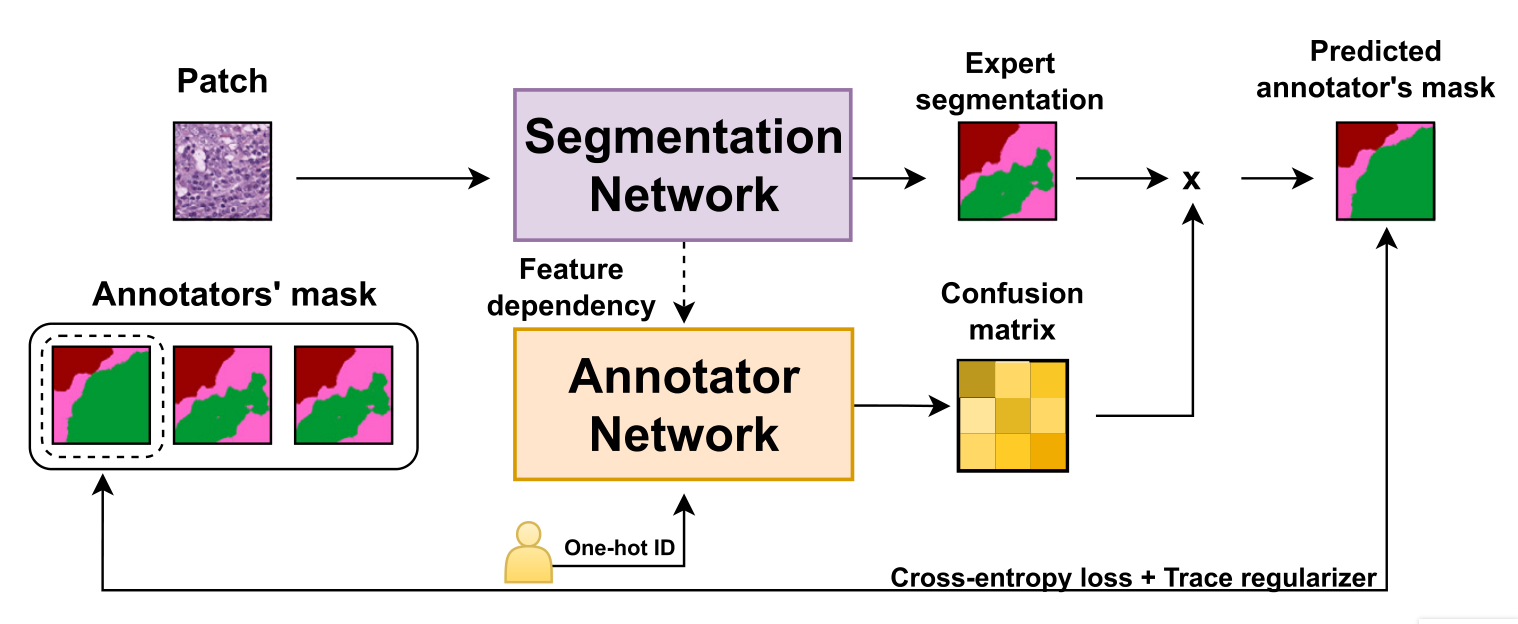 Patch
Segmentation
Network
Expert
segmentation
x
Predicted
annotator's mask
Feature
dependency
Annotators' mask
Annotator
Network
Confusion
matrix
One-hot ID
Cross-entropy loss + Trace regularizer